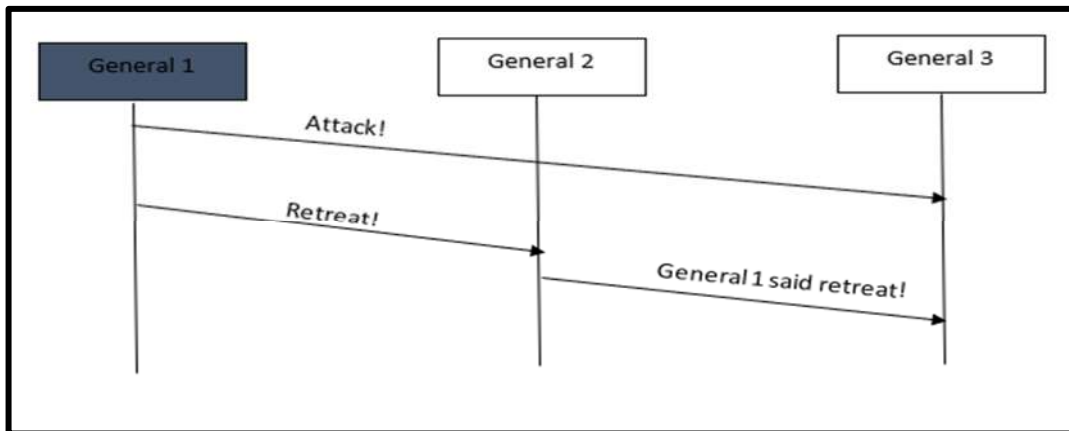 General 1
General 2
General 3
Attack!
Retreat!
General 1 said retreat!